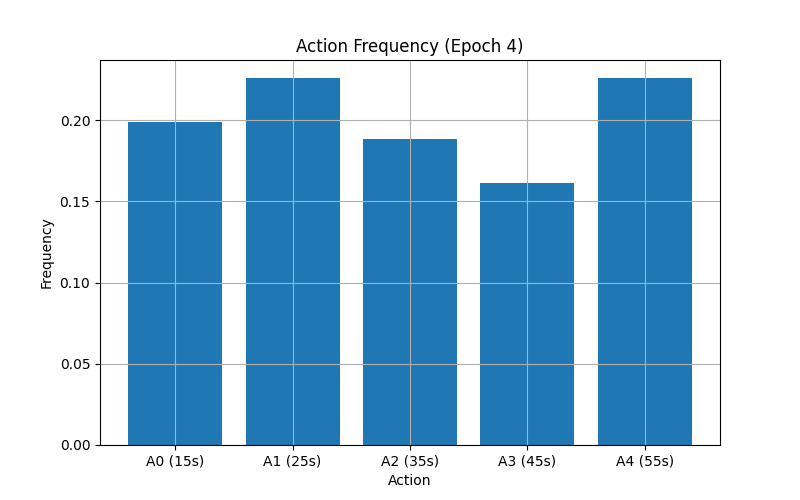 Action Frequency (Epoch 4)
Frequency
0.20
0.15
0.10
0.05
0.00
A0 (15s) A1 (25s) A2 (35s) A3 (45s) A4 (55s)
Action